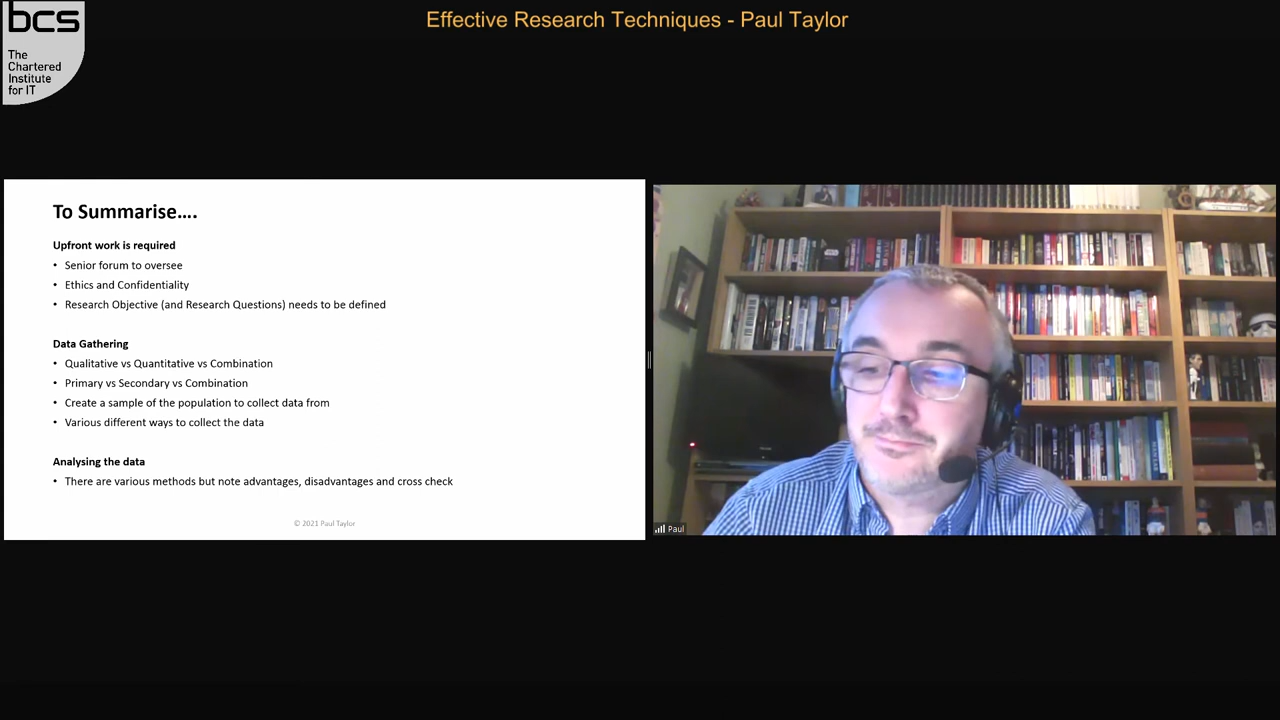 bcs
The
Chartered
Institute
for IT
Effective Research Techniques - Paul Taylor
To Summarise....
Upfront work is required
• Senior forum to oversee
• Ethics and Confidentiality
• Research Objective (and Research Questions) needs to be defined
Data Gathering
• Qualitative vs Quantitative vs Combination
• Primary vs Secondary vs Combination
• Create a sample of the population to collect data from
• Various different ways to collect the data
Analysing the data
• There are various methods but note advantages, disadvantages and cross check
© 2021 Paul Taylor
Paul